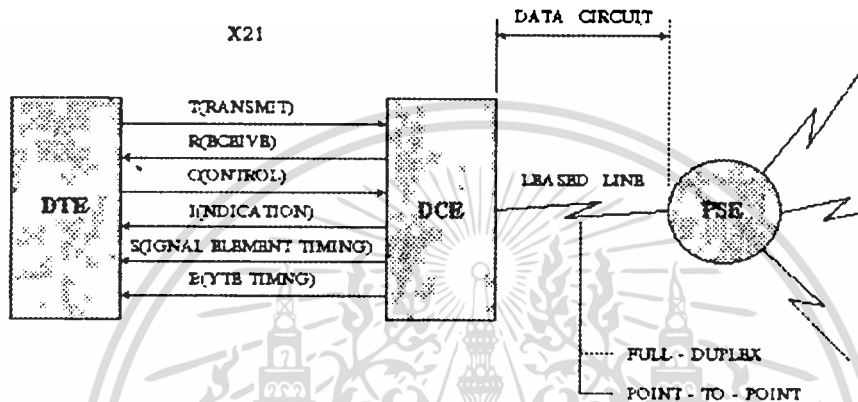 DATA CIRCUIT
X21
T(RANSMIT)
R(ECEIVE)
C(ONTROL)
I(NDICATION)
S(IGNAL ELEMENT TIMING)
B(YTE TIMNG)
DTE
DCE
LEASED LINE
PSE
FULL - DUPLEX
POINT - TO - POINT